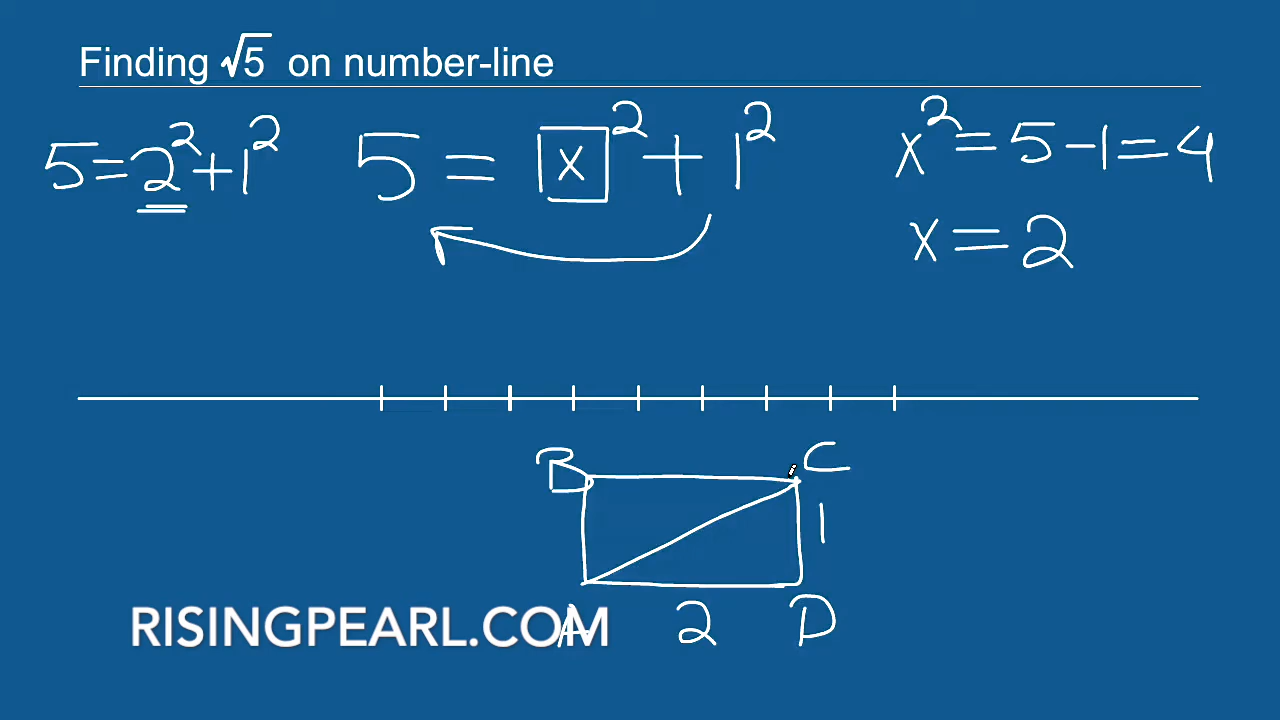 Finding √5 on number-line
5=2²+1² 5 = x² + 1² x² = 5-1=4
x=2
B C
1
A 2 D
RISINGPEARL.COM